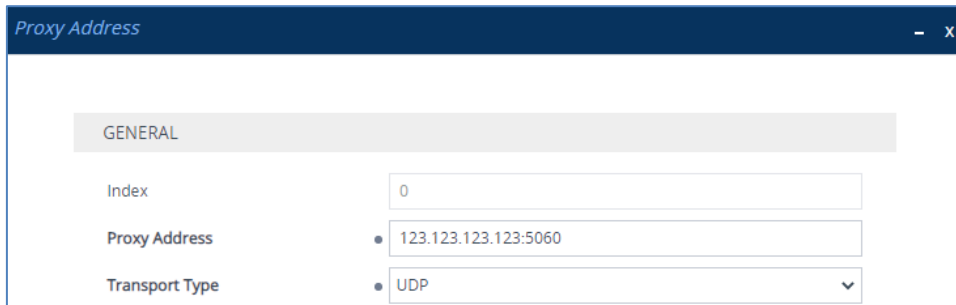 Proxy Address – x
GENERAL
Index 0
Proxy Address 123.123.123.123:5060
Transport Type UDP